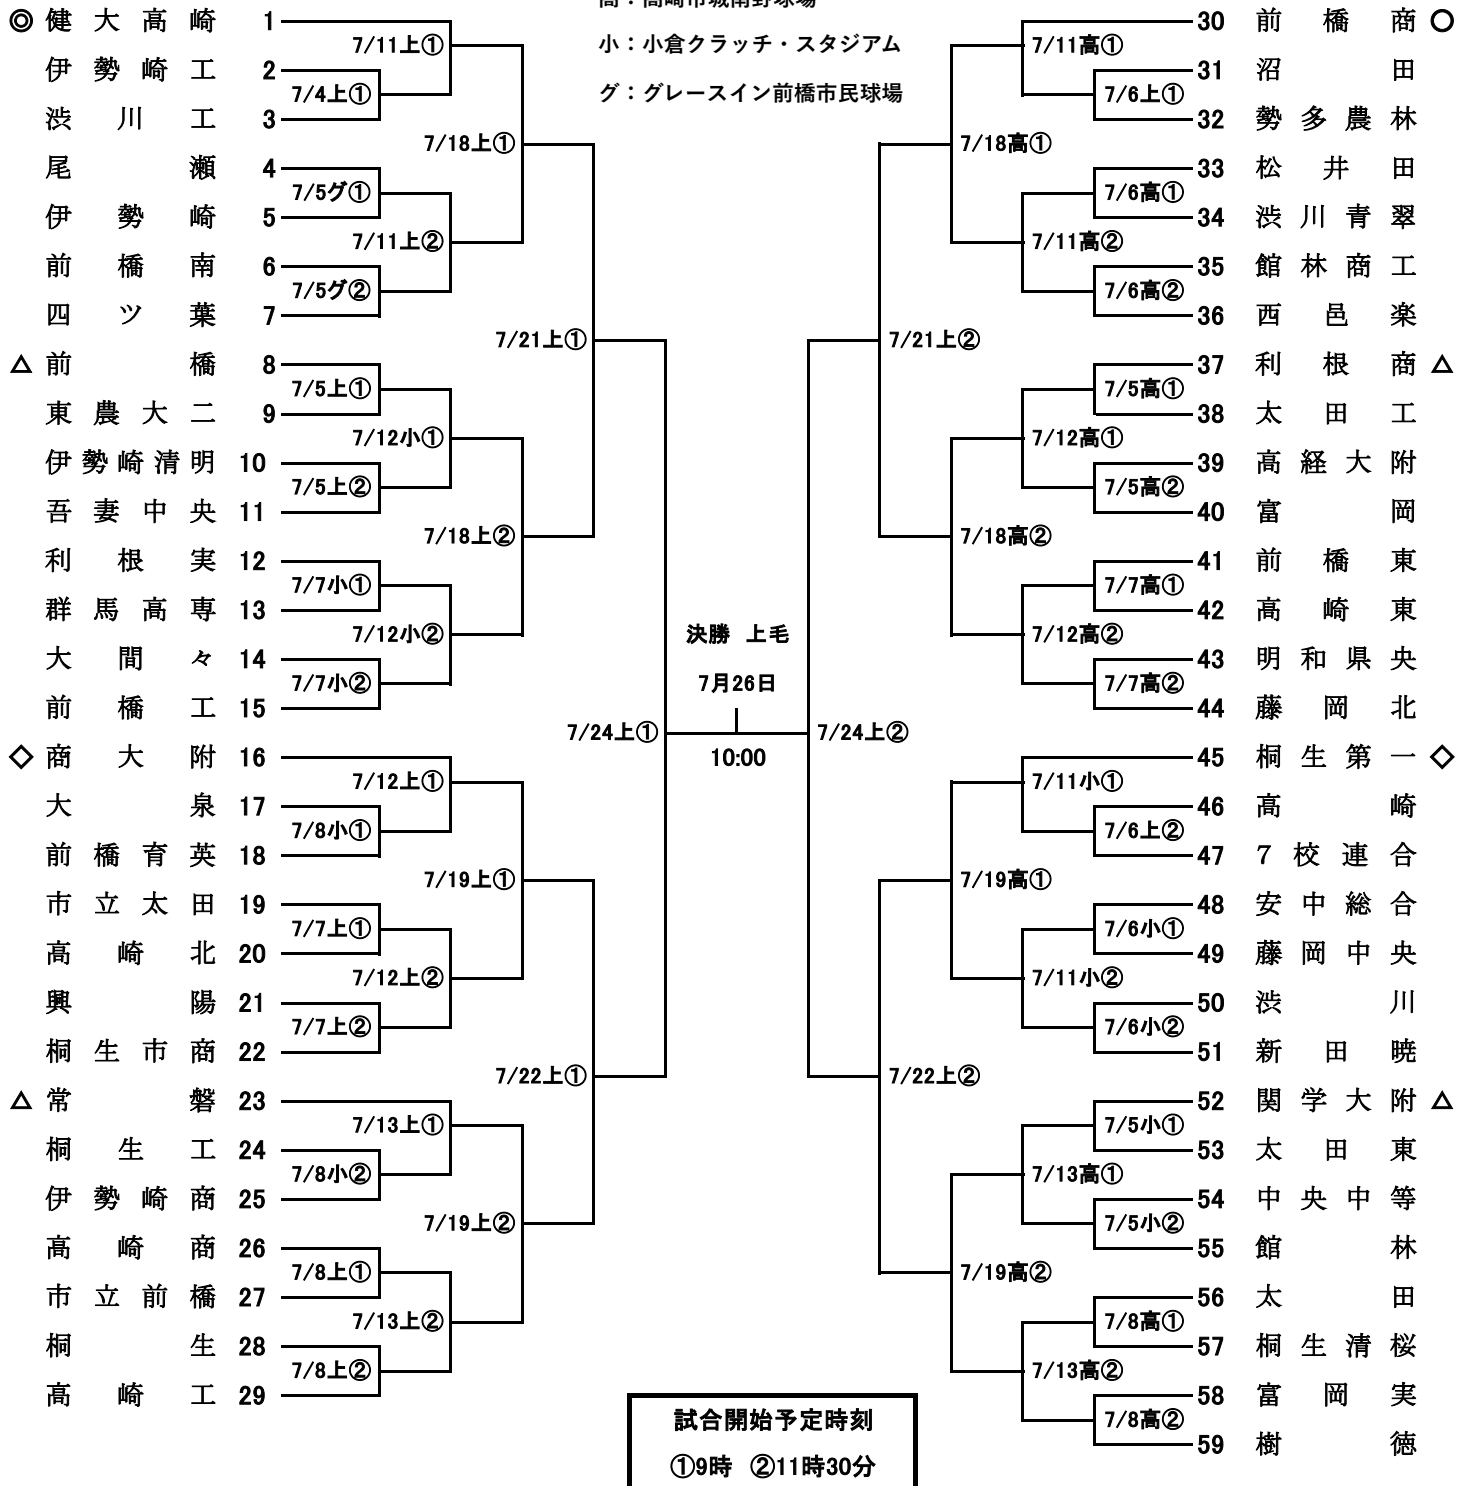 高：高崎市城南野球場
小：小倉クラッチ・スタジアム
グ：グレースイン前橋市民球場
◎ 健大高崎 1
伊勢崎工 2
渋川工 3
尾瀬 4
伊勢崎 5
前橋南 6
四ツ葉 7
△ 前橋 8
東農大二 9
伊勢崎清明 10
吾妻中央 11
利根実 12
群馬高専 13
大間々 14
前橋工 15
◇ 商大附 16
大泉 17
前橋育英 18
市立太田 19
高崎北 20
興陽 21
桐生市商 22
△ 常磐 23
桐生工 24
伊勢崎商 25
高崎商 26
市立前橋 27
桐生 28
高崎工 29
7/4上①
7/5グ①
7/5グ②
7/5上①
7/5上②
7/7小①
7/7小②
7/8小①
7/7上①
7/7上②
7/8小②
7/8上①
7/8上②
7/11上①
7/11上②
7/12小①
7/12小②
7/12上①
7/12上②
7/13上①
7/13上②
7/18上①
7/18上②
7/19上①
7/19上②
7/21上①
7/22上①
7/24上①
決勝 上毛
7月26日
10:00
7/24上②
7/21上②
7/22上②
7/18高①
7/18高②
7/19高①
7/19高②
7/11高①
7/11高②
7/12高①
7/12高②
7/11小①
7/11小②
7/13高①
7/13高②
7/6上①
7/6高①
7/6高②
7/5高①
7/5高②
7/7高①
7/7高②
7/6上②
7/6小①
7/6小②
7/5小①
7/5小②
7/8高①
7/8高②
30 前橋商 ○
31 沼田
32 勢多農林
33 松井田
34 渋川青翠
35 館林商工
36 西邑楽
37 利根商 △
38 太田工
39 高経大附
40 富岡
41 前橋東
42 高崎東
43 明和県央
44 藤岡北
45 桐生第一 ◇
46 高崎
47 7校連合
48 安中総合
49 藤岡中央
50 渋川
51 新田暁
52 関学大附 △
53 太田東
54 中央中等
55 館林
56 太田
57 桐生清桜
58 富岡実
59 樹徳
試合開始予定時刻
①9時 ②11時30分